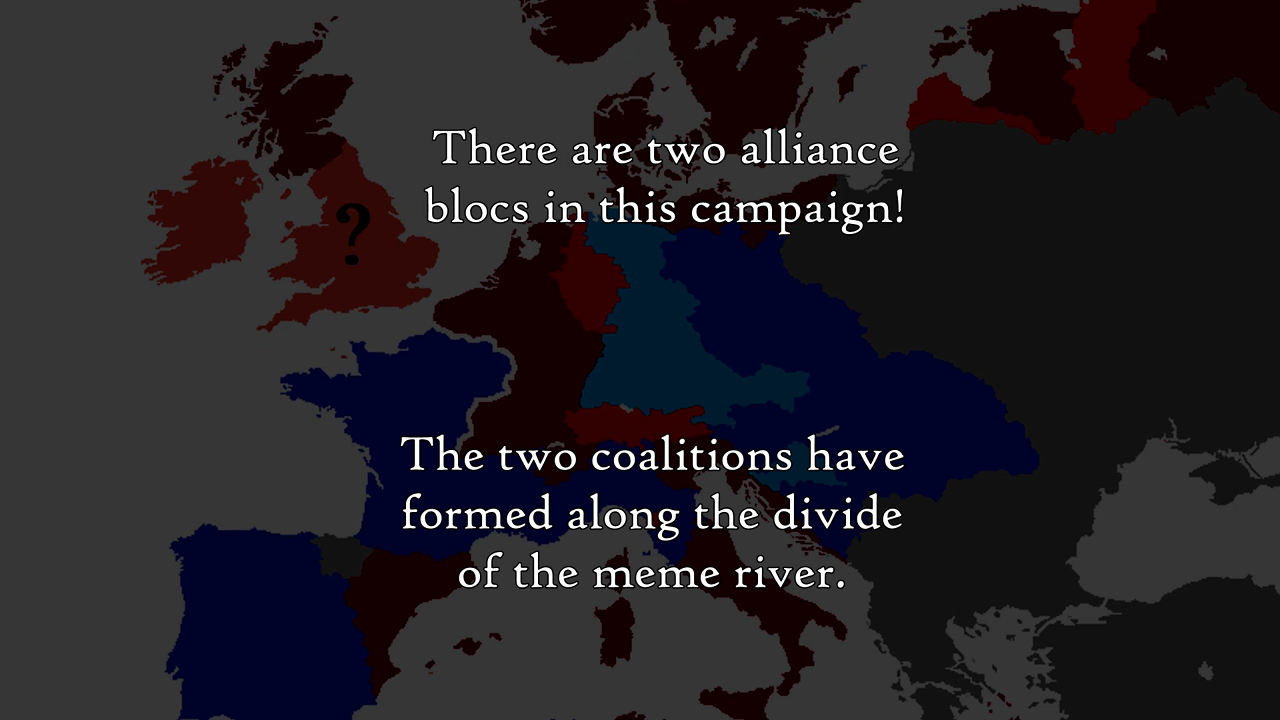 There are two alliance
blocs in this campaign!
?
The two coalitions have
formed along the divide
of the meme river.